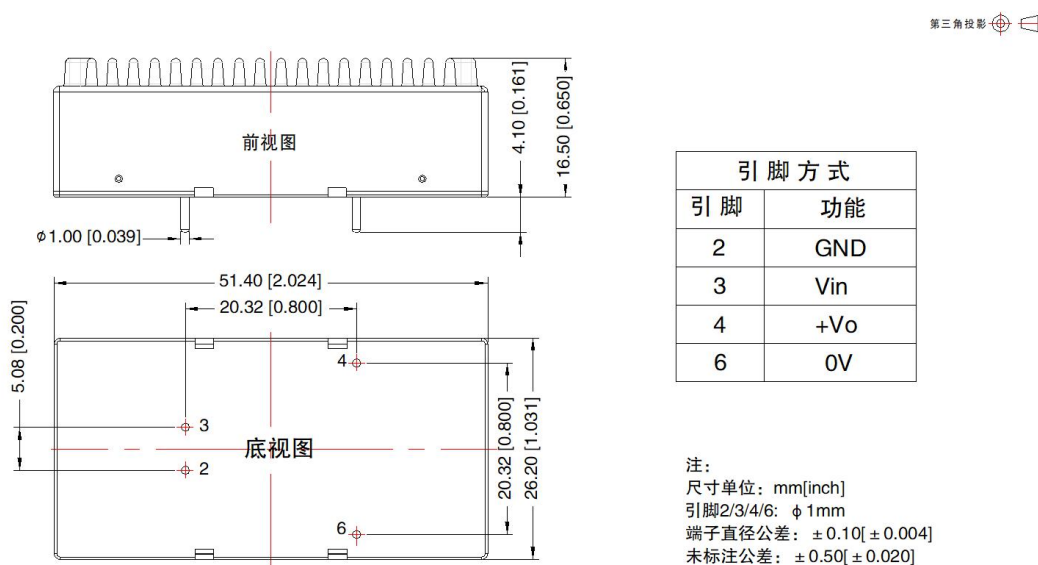 第三角投影
前视图
4.10 [0.161]
16.50 [0.650]
φ1.00 [0.039]
51.40 [2.024]
20.32 [0.800]
5.08 [0.200]
4
3
底视图
2
6
20.32 [0.800]
26.20 [1.031]
引脚方式
引脚 功能
2 GND
3 Vin
4 +Vo
6 0V
注：
尺寸单位：mm[inch]
引脚2/3/4/6: φ1mm
端子直径公差：±0.10[±0.004]
未标注公差：±0.50[±0.020]